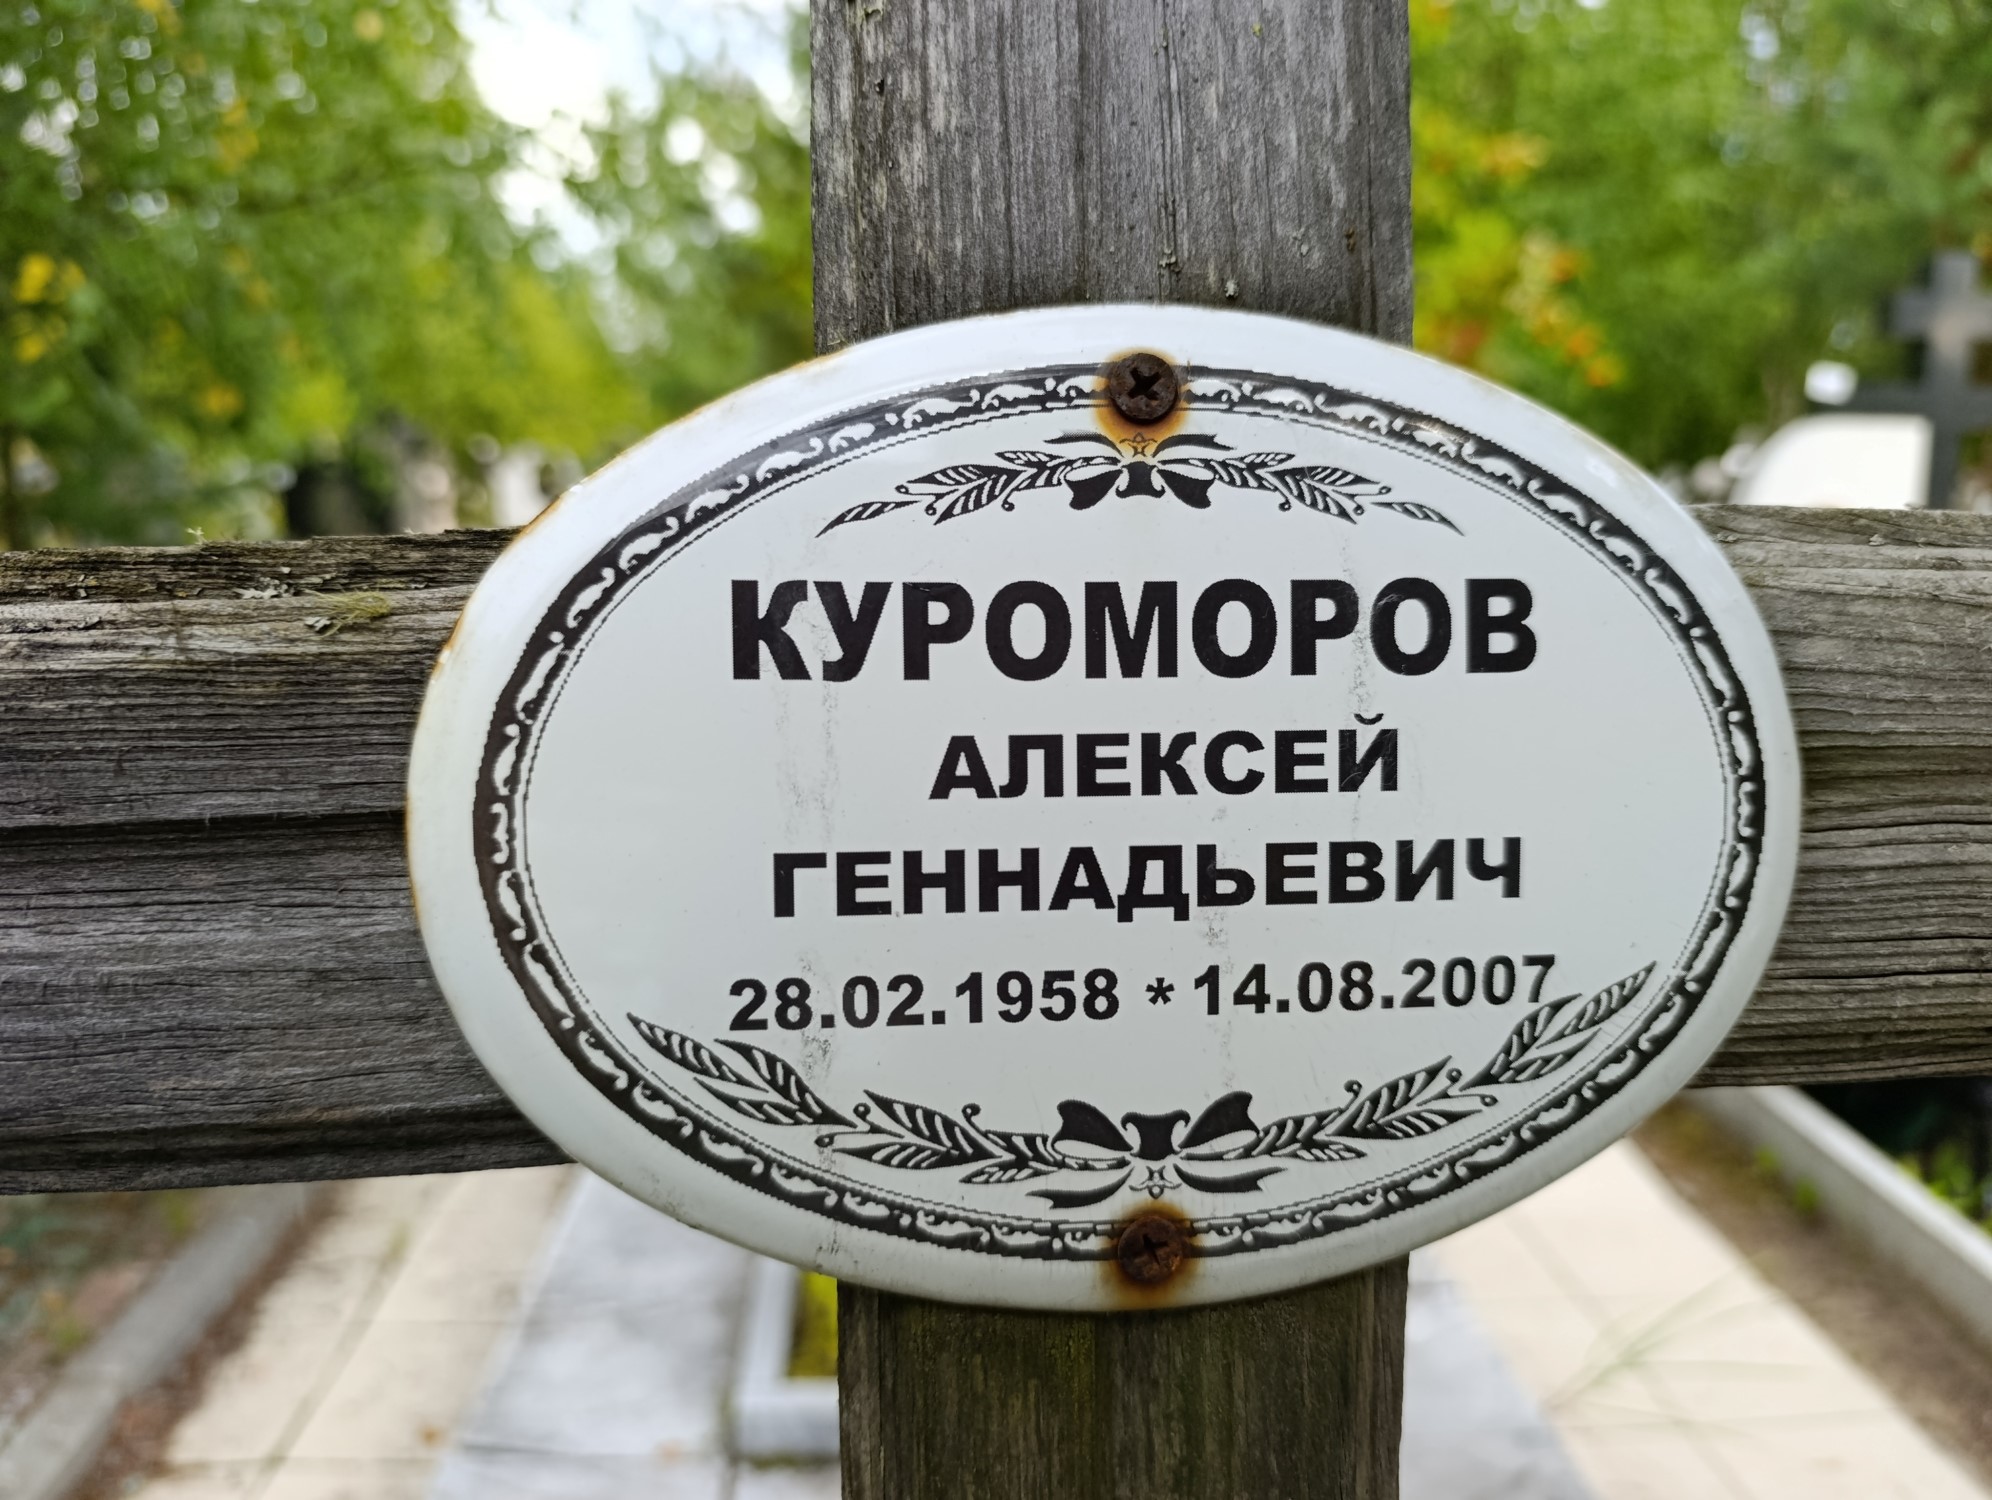 КУРОМОРОВ
АЛЕКСЕЙ
ГЕННАДЬЕВИЧ
28.02.1958 * 14.08.2007